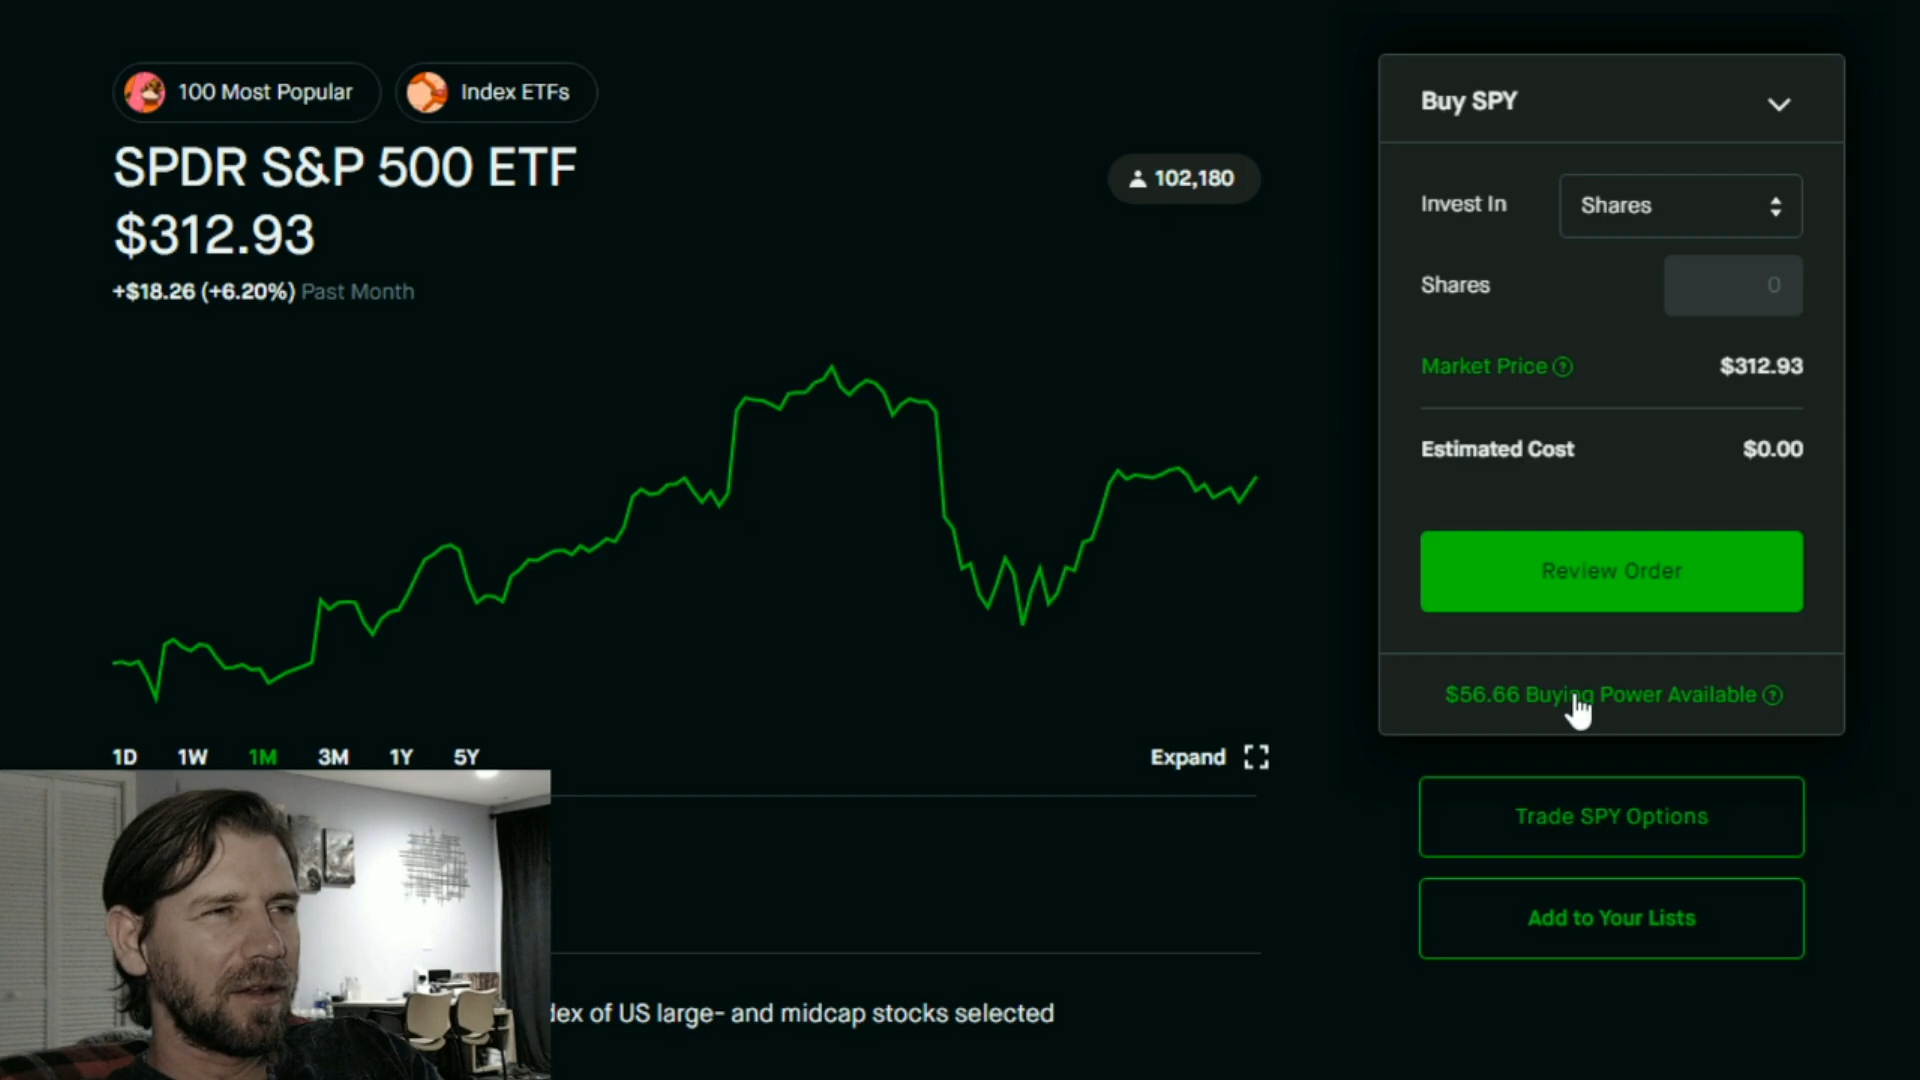 100 Most Popular
Index ETFs
SPDR S&P 500 ETF
$312.93
102,180
+$18.26 (+6.20%) Past Month
1D 1W 1M 3M 1Y 5Y
Expand
dex of US large- and midcap stocks selected
Buy SPY
Invest In Shares
Shares 0
Market Price ? $312.93
Estimated Cost $0.00
Review Order
$56.66 Buying Power Available ?
Trade SPY Options
Add to Your Lists